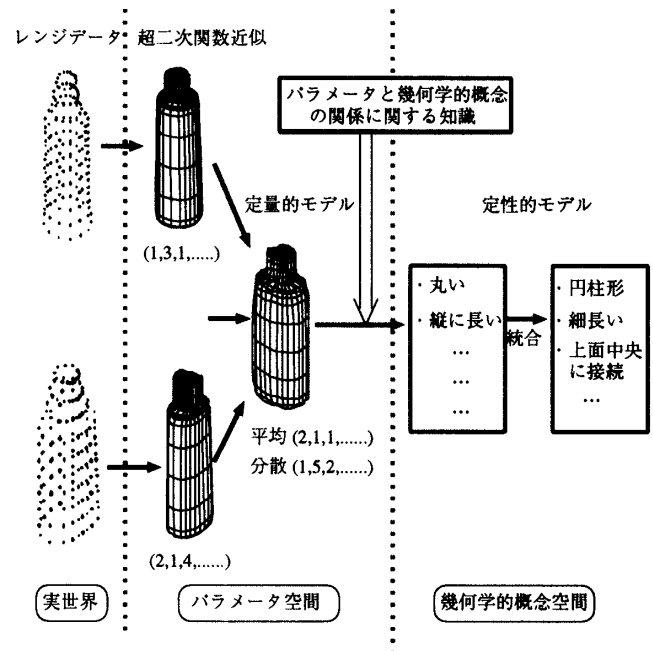 レンジデータ
超二次関数近似
パラメータと幾何学的概念
の関係に関する知識
定量的モデル
定性的モデル
(1,3,1,.....)
・丸い
・縦に長い
…
…
…
統合
・円柱形
・細長い
・上面中央
に接続
…
平均 (2,1,1,......)
分散 (1,5,2,......)
(2,1,4,......)
実世界
パラメータ空間
幾何学的概念空間